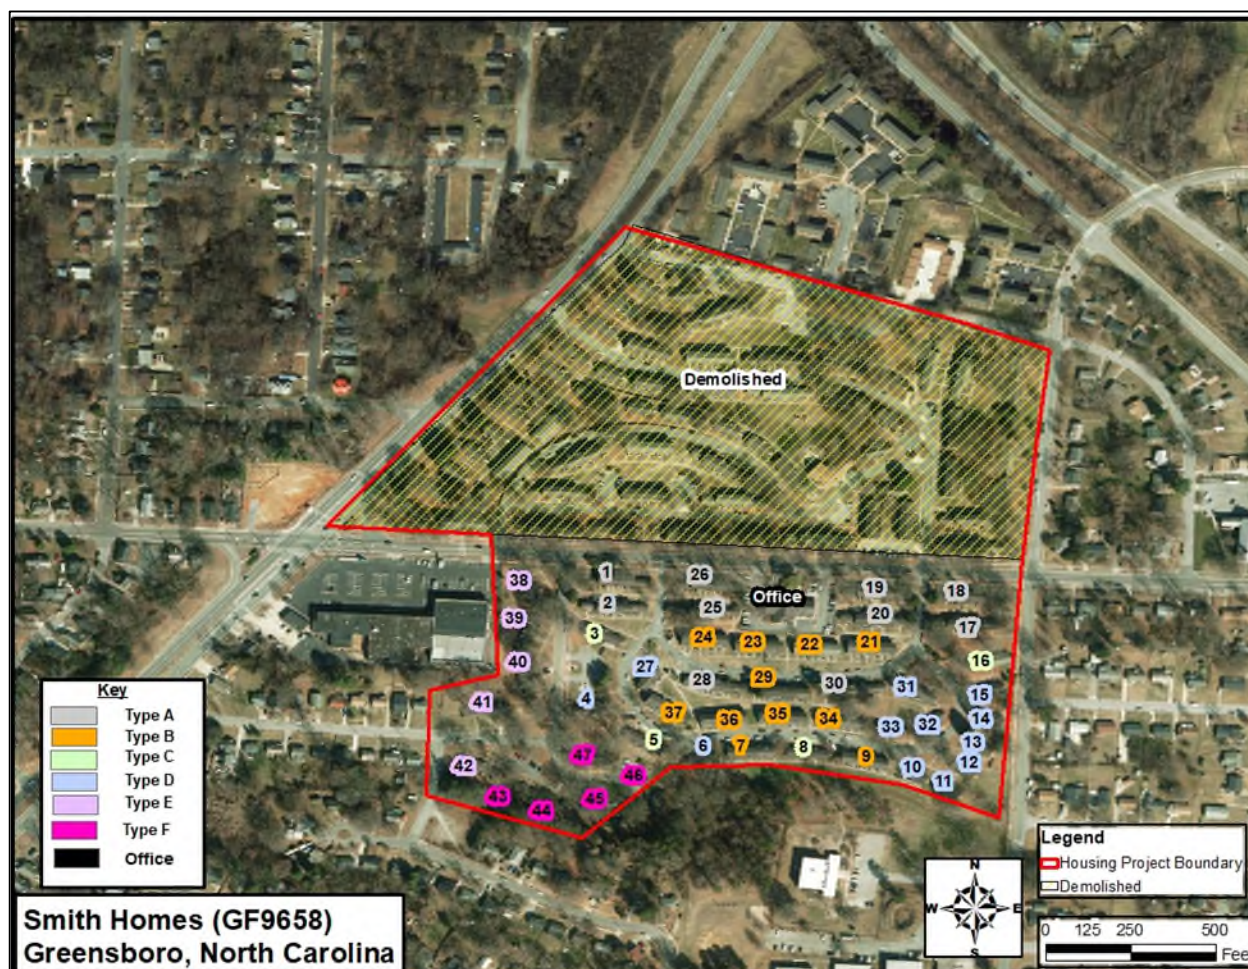 Demolished
1
26
Office
19
18
38
2
25
20
39
3
24
23
22
21
17
40
27
28
29
30
31
16
41
4
37
36
35
34
33
32
15
14
5
6
7
8
9
13
12
42
47
46
10
11
43
44
45
Key
Type A
Type B
Type C
Type D
Type E
Type F
Office
Legend
Housing Project Boundary
Demolished
N
W E
S
0 125 250 500
Fee
Smith Homes (GF9658)
Greensboro, North Carolina